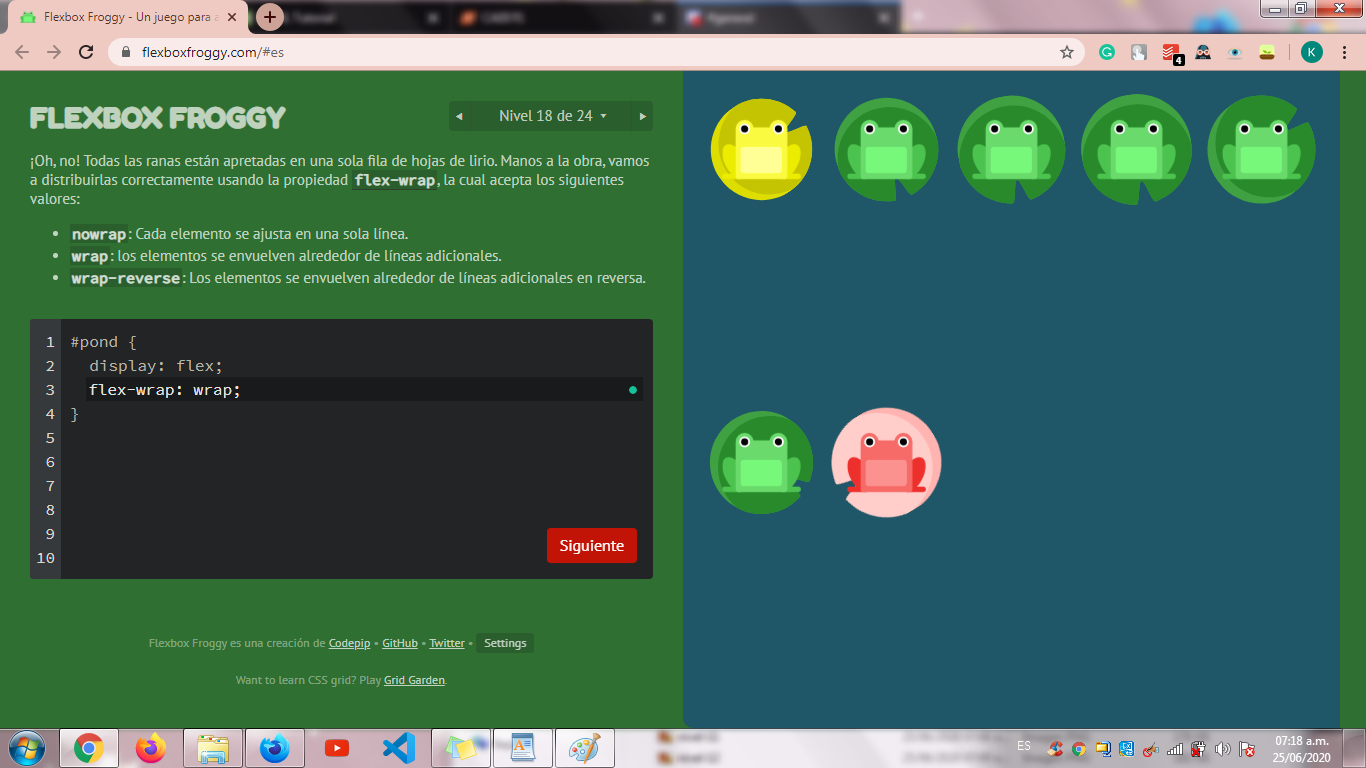 Flexbox Froggy - Un juego para a
Tutorial
flexboxfroggy.com/#es
4
K
FLEXBOX FROGGY
◄ Nivel 18 de 24 ▾ ►
¡Oh, no! Todas las ranas están apretadas en una sola fila de hojas de lirio. Manos a la obra, vamos
a distribuirlas correctamente usando la propiedad flex-wrap, la cual acepta los siguientes
valores:
• nowrap: Cada elemento se ajusta en una sola línea.
• wrap: los elementos se envuelven alrededor de líneas adicionales.
• wrap-reverse: Los elementos se envuelven alrededor de líneas adicionales en reversa.
1 #pond {
2 display: flex;
3 flex-wrap: wrap;
4 }
5
6
7
8
9
10
Siguiente
Flexbox Froggy es una creación de Codepip • GitHub • Twitter • Settings
Want to learn CSS grid? Play Grid Garden.
ES
07:18 a.m.
25/06/2020